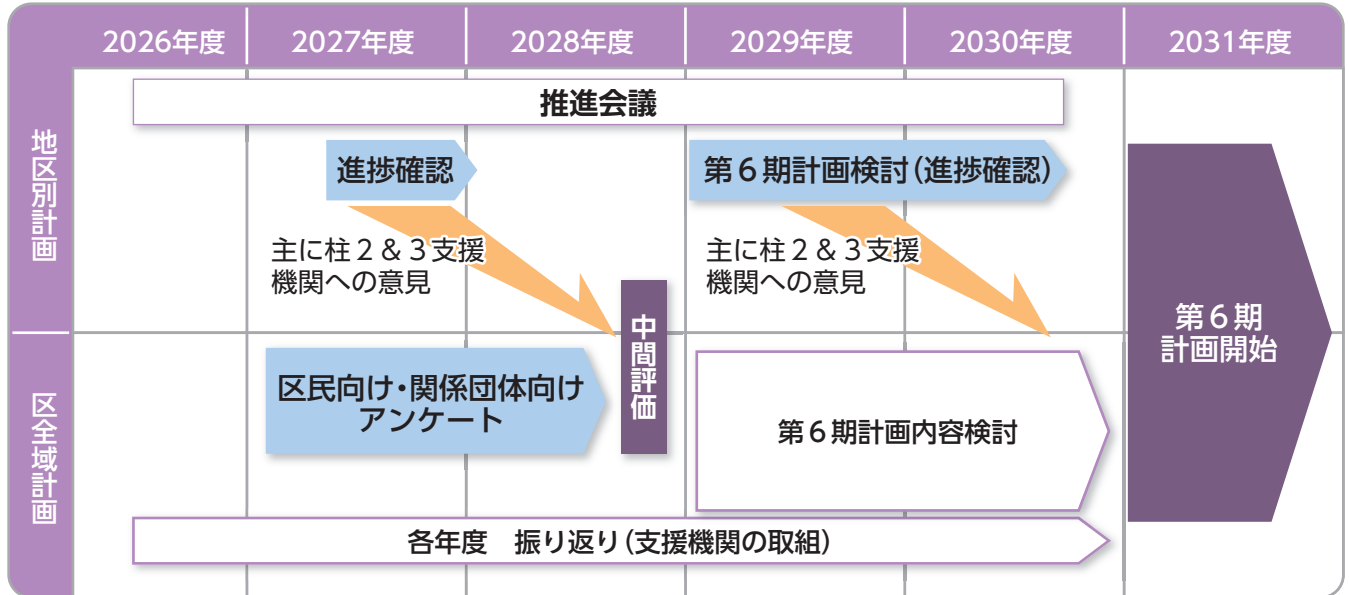 2026年度
2027年度
2028年度
2029年度
2030年度
2031年度
地区別計画
推進会議
進捗確認
第６期計画検討（進捗確認）
主に柱２＆３支援
機関への意見
主に柱２＆３支援
機関への意見
中間評価
第６期
計画開始
区全域計画
区民向け・関係団体向け
アンケート
第６期計画内容検討
各年度　振り返り（支援機関の取組）